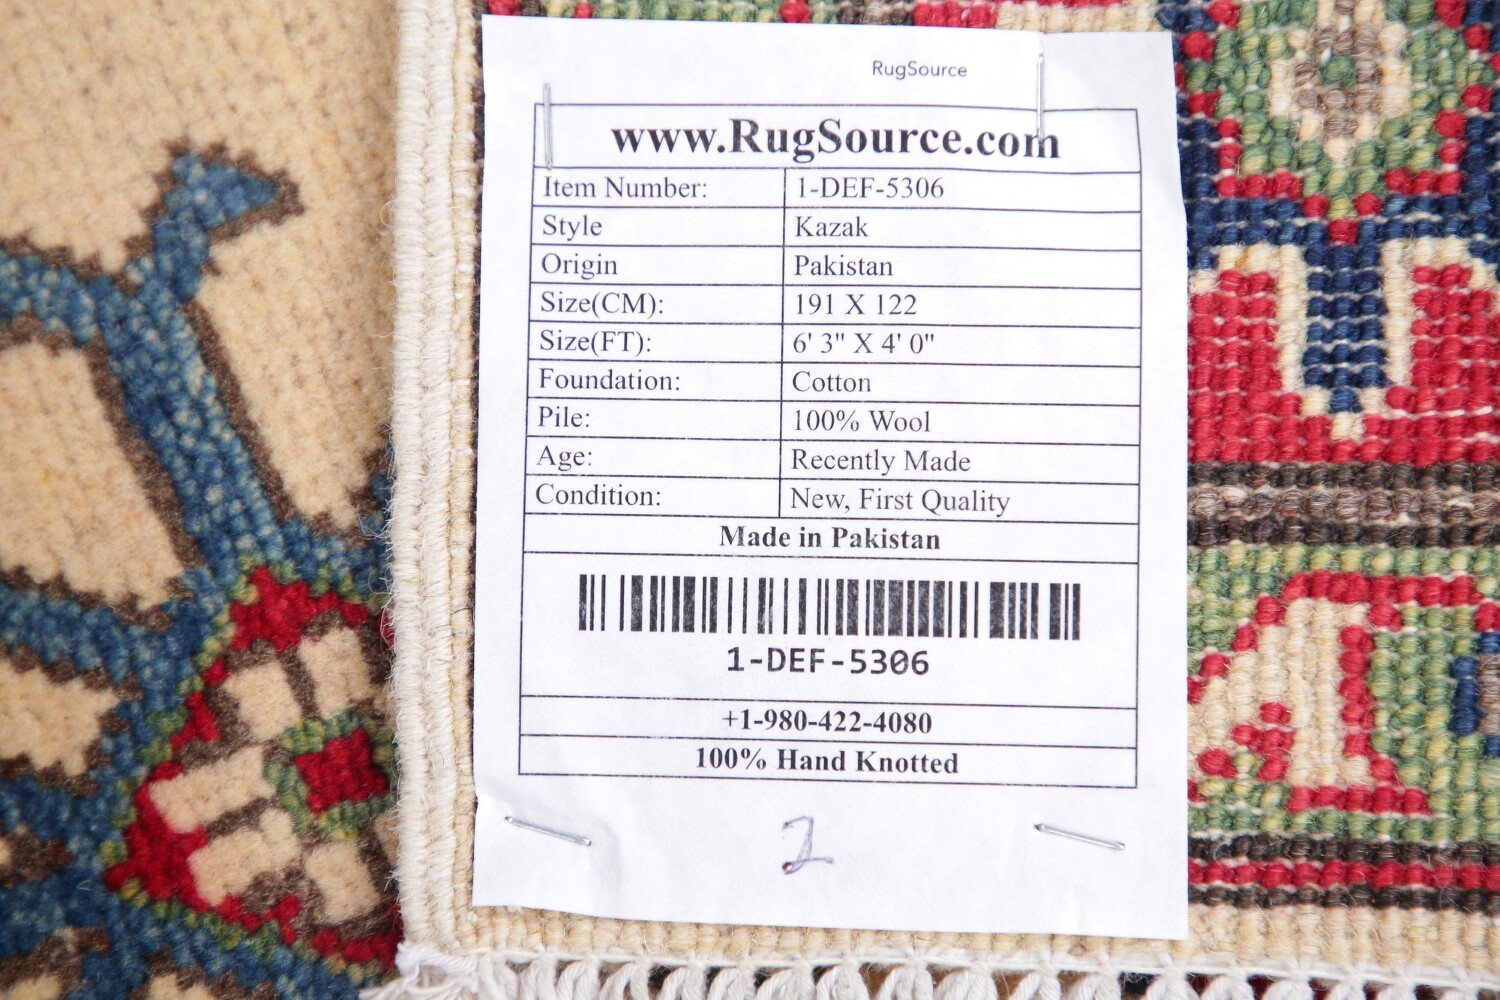 RugSource
www.RugSource.com
Item Number: 1-DEF-5306
Style Kazak
Origin Pakistan
Size(CM): 191 X 122
Size(FT): 6' 3" X 4' 0"
Foundation: Cotton
Pile: 100% Wool
Age: Recently Made
Condition: New, First Quality
Made in Pakistan
1-DEF-5306
+1-980-422-4080
100% Hand Knotted
2